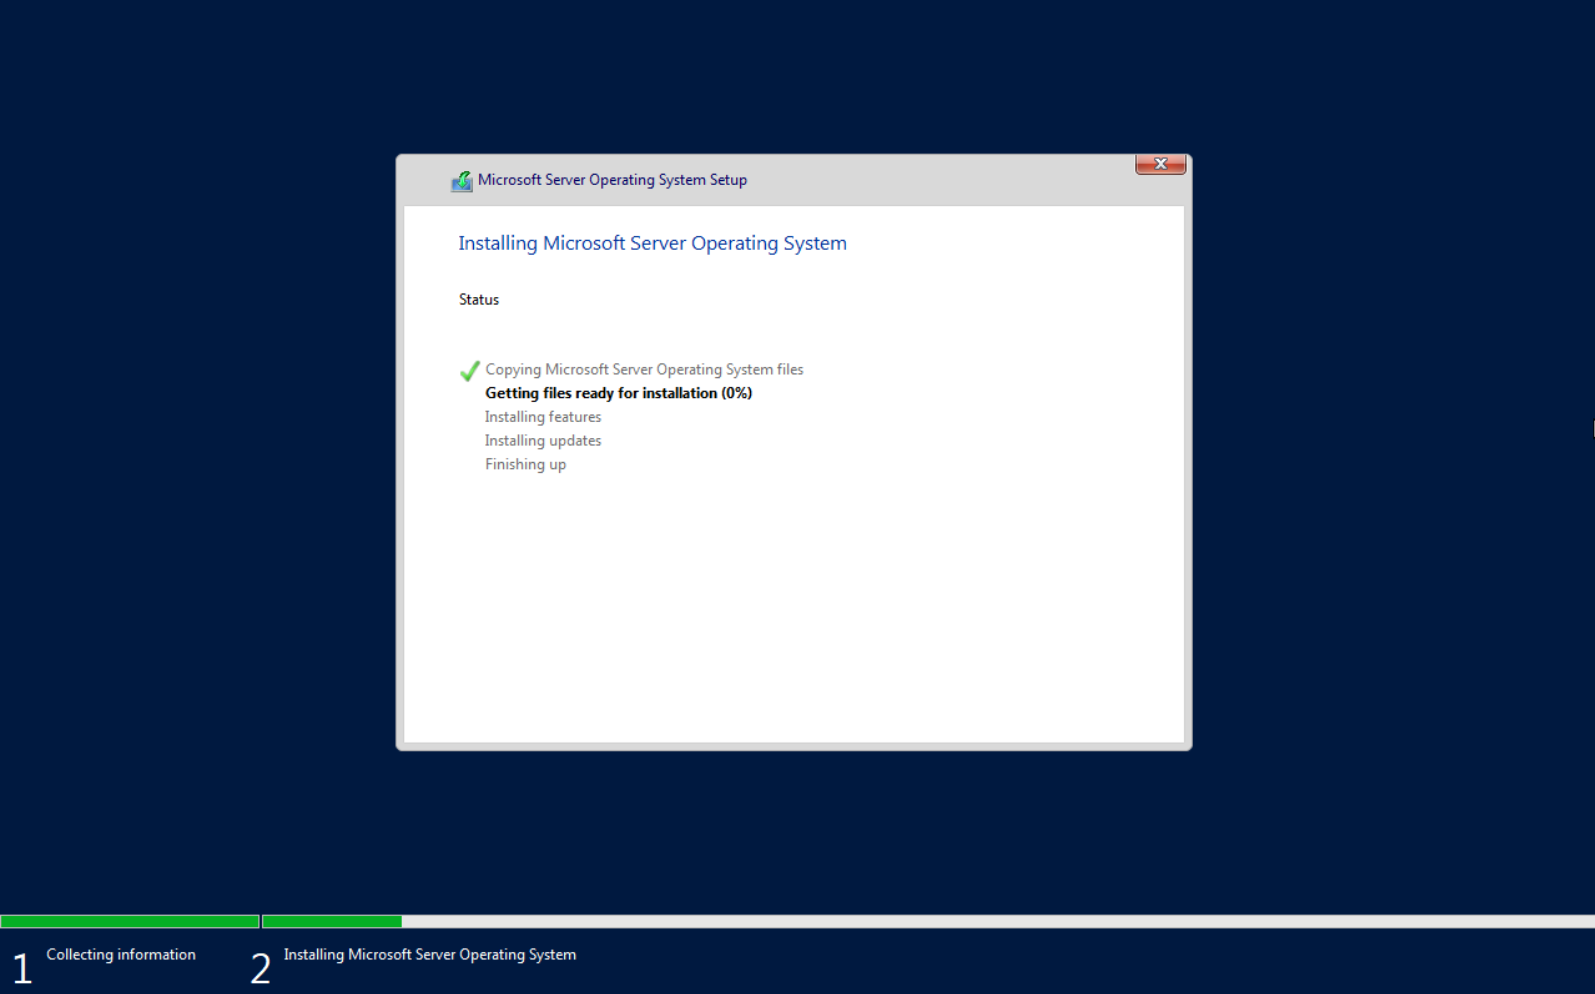 Microsoft Server Operating System Setup
Installing Microsoft Server Operating System
Status
Copying Microsoft Server Operating System files
Getting files ready for installation (0%)
Installing features
Installing updates
Finishing up
1 Collecting information
2 Installing Microsoft Server Operating System